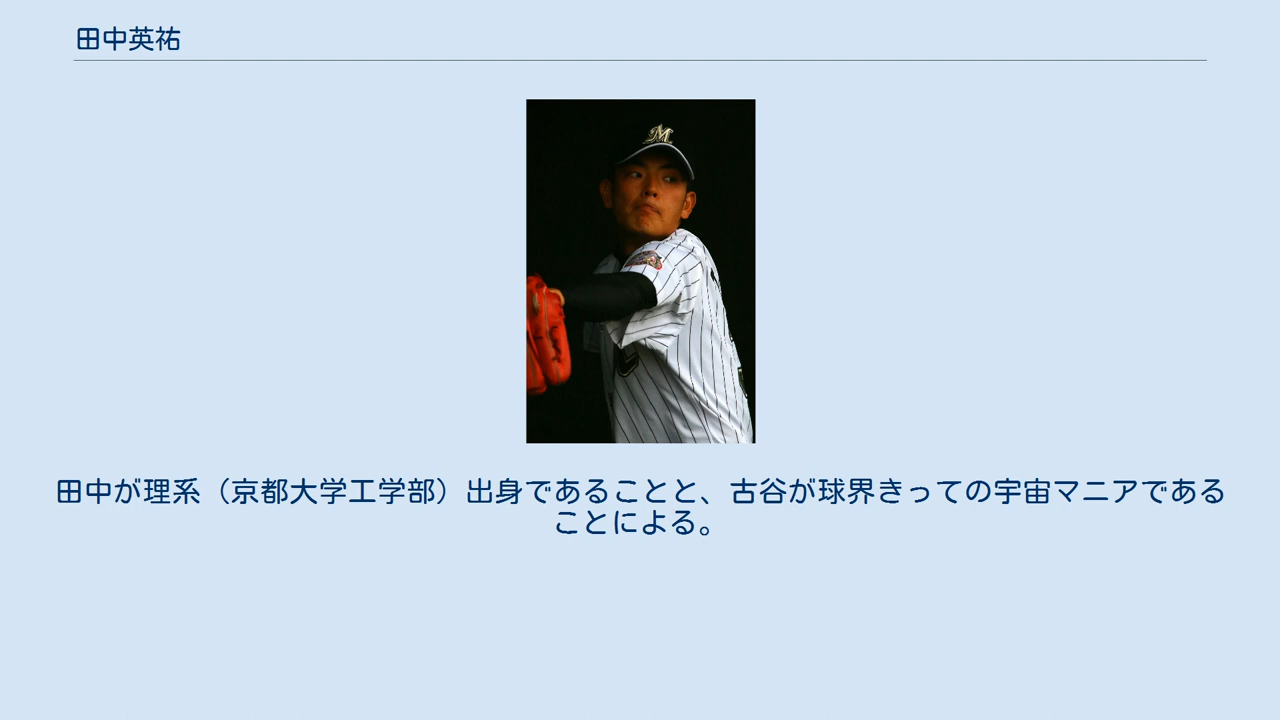 田中英祐
M
田中が理系（京都大学工学部）出身であることと、古谷が球界きっての宇宙マニアである
ことによる。